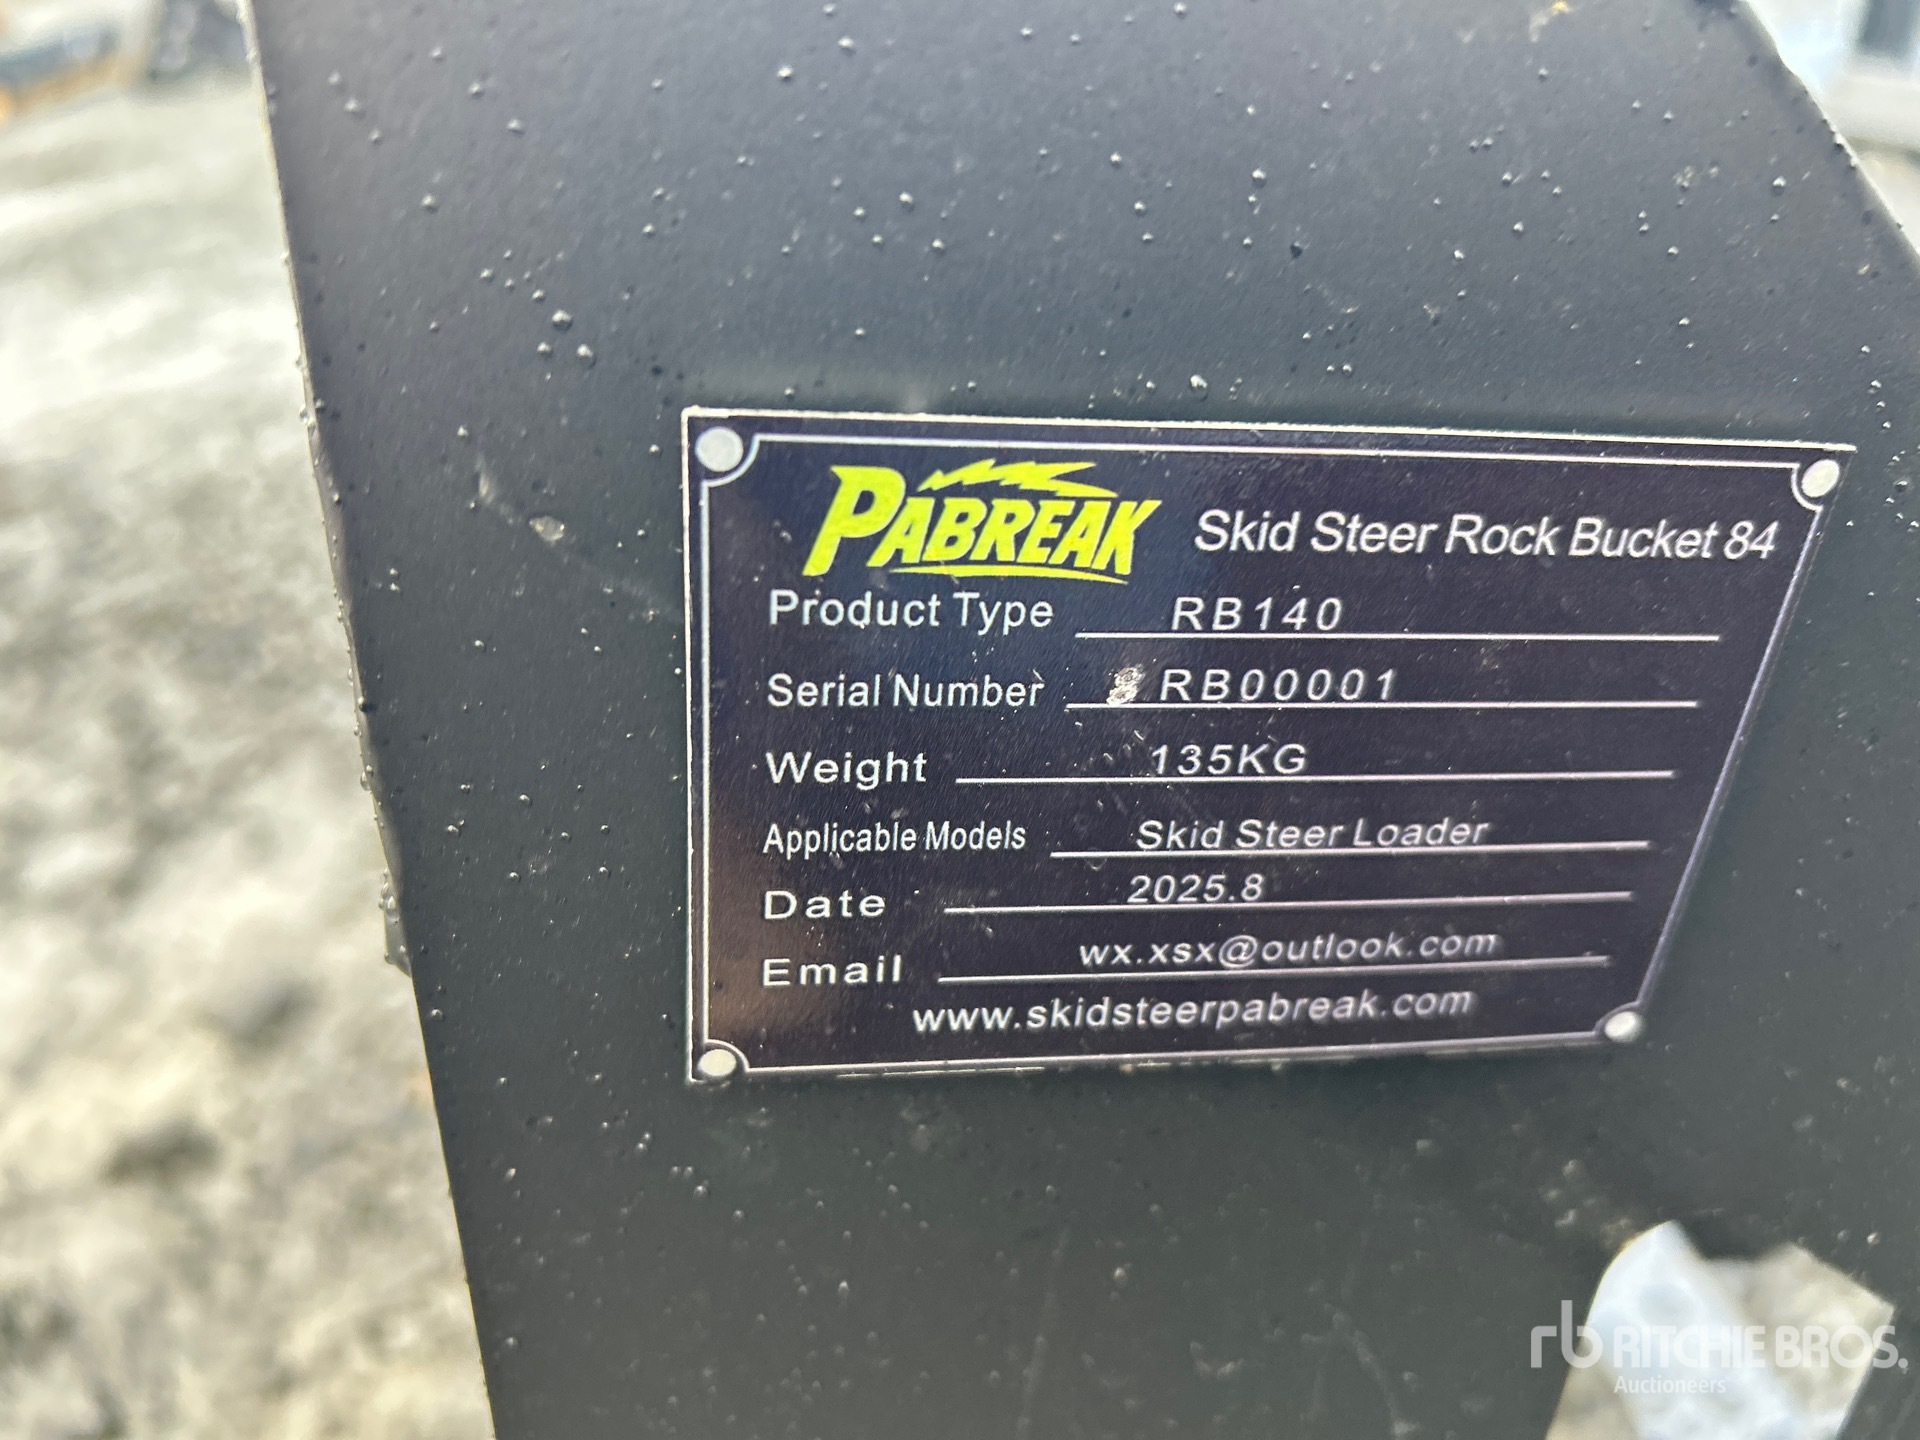 PABREAK Skid Steer Rock Bucket 84
Product Type RB140
Serial Number RB00001
Weight 135KG
Applicable Models Skid Steer Loader
Date 2025.8
Email wx.xsx@outlook.com
www.skidsteerpabreak.com
rb RITCHIE BROS.
Auctioneers